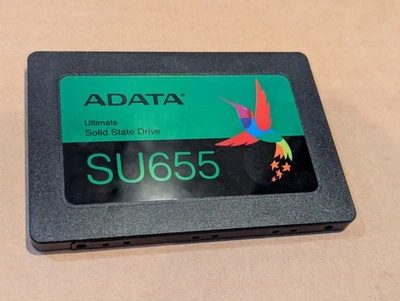 ADATA
Ultimate
Solid State Drive
SU655